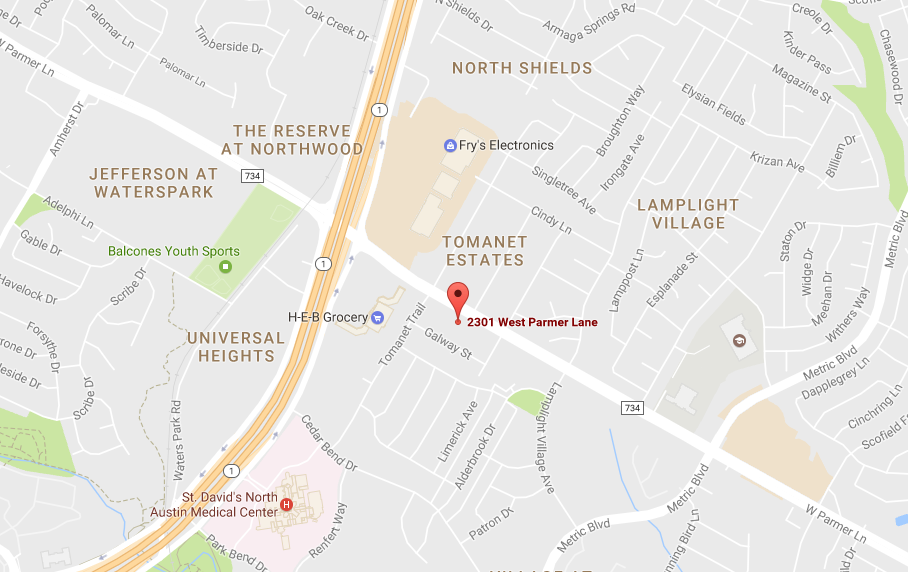 Oak Creek Dr
N Shields Dr
Armaga Springs Rd
Creole Dr
Palomar Ln
Timberside Dr
Kinder Pass
Chasewood Dr
W Parmer Ln
NORTH SHIELDS
Palomar Ln
Magazine St
Elysian Fields
Amherst Dr
1
THE RESERVE
AT NORTHWOOD
Fry's Electronics
Broughton Way
Irongate Ave
Billiem Dr
Krizan Ave
JEFFERSON AT
WATERSPARK
734
Singletree Ave
Adelphi Ln
Cindy Ln
LAMPLIGHT
VILLAGE
Gable Dr
Balcones Youth Sports
TOMANET
ESTATES
Staton Dr
Metric Blvd
1
Scribe Dr
Lamppost Ln
Esplanade St
Widge Dr
Meehan Dr
Havelock Dr
H-E-B Grocery
Tomanet Trail
2301 West Parmer Lane
Withers Way
Forsythe Dr
UNIVERSAL
HEIGHTS
Galway St
Metric Blvd
Dapplegrey Ln
Scribe Dr
Waters Park Rd
Limerick Ave
Alderbrook Dr
Lamplight Village Ave
734
Cinchring Ln
Cedar Bend Dr
1
St. David's North
Austin Medical Center
H
Renfert Way
Patron Dr
Metric Blvd
Metric Blvd
W Parmer Ln
Park Bend Dr